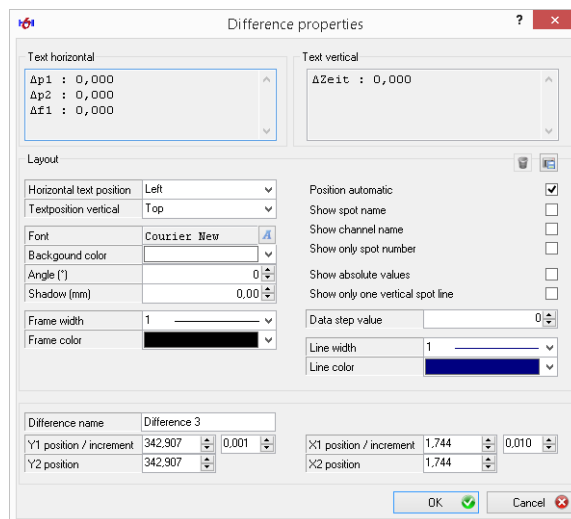 Difference properties
?
Text horizontal
Δp1 : 0,000
Δp2 : 0,000
Δf1 : 0,000
Text vertical
ΔZeit : 0,000
Layout
Horizontal text position Left
Textposition vertical Top
Font Courier New A
Backgound color
Angle (°) 0
Shadow (mm) 0,00
Frame width 1
Frame color
Position automatic
Show spot name
Show channel name
Show only spot number
Show absolute values
Show only one vertical spot line
Data step value 0
Line width 1
Line color
Difference name Difference 3
Y1 position / increment 342,907 0,001
Y2 position 342,907
X1 position / increment 1,744 0,010
X2 position 1,744
OK
Cancel